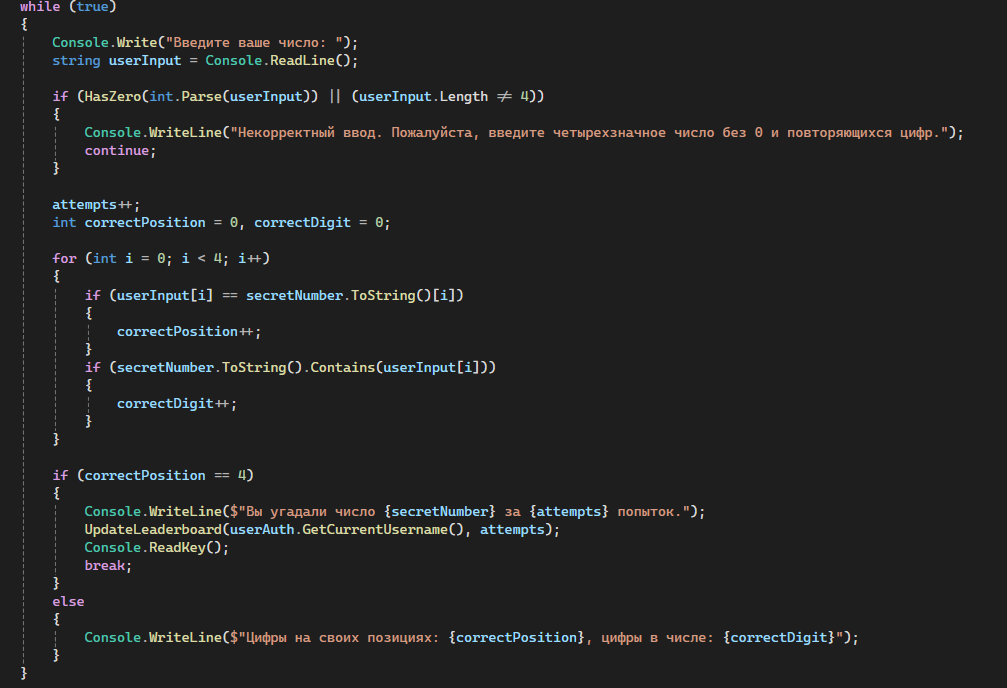 while (true)
{
Console.Write("Введите ваше число: ");
string userInput = Console.ReadLine();
if (HasZero(int.Parse(userInput)) || (userInput.Length != 4))
{
Console.WriteLine("Некорректный ввод. Пожалуйста, введите четырехзначное число без 0 и повторяющихся цифр.");
continue;
}
attempts++;
int correctPosition = 0, correctDigit = 0;
for (int i = 0; i < 4; i++)
{
if (userInput[i] == secretNumber.ToString()[i])
{
correctPosition++;
}
if (secretNumber.ToString().Contains(userInput[i]))
{
correctDigit++;
}
}
if (correctPosition == 4)
{
Console.WriteLine($"Вы угадали число {secretNumber} за {attempts} попыток.");
UpdateLeaderboard(userAuth.GetCurrentUsername(), attempts);
Console.ReadKey();
break;
}
else
{
Console.WriteLine($"Цифры на своих позициях: {correctPosition}, цифры в числе: {correctDigit}");
}
}